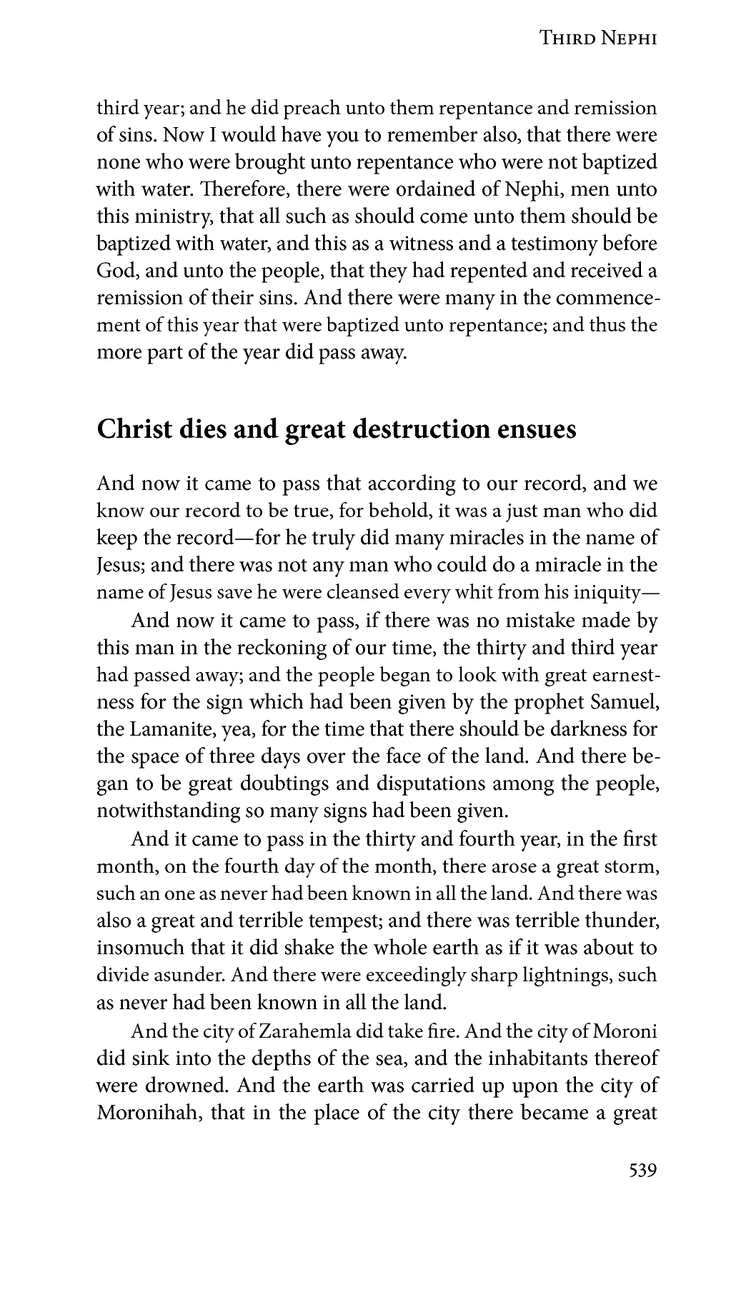 Third Nephi
third year; and he did preach unto them repentance and remission
of sins. Now I would have you to remember also, that there were
none who were brought unto repentance who were not baptized
with water. Therefore, there were ordained of Nephi, men unto
this ministry, that all such as should come unto them should be
baptized with water, and this as a witness and a testimony before
God, and unto the people, that they had repented and received a
remission of their sins. And there were many in the commence-
ment of this year that were baptized unto repentance; and thus the
more part of the year did pass away.
Christ dies and great destruction ensues
And now it came to pass that according to our record, and we
know our record to be true, for behold, it was a just man who did
keep the record—for he truly did many miracles in the name of
Jesus; and there was not any man who could do a miracle in the
name of Jesus save he were cleansed every whit from his iniquity—
And now it came to pass, if there was no mistake made by
this man in the reckoning of our time, the thirty and third year
had passed away; and the people began to look with great earnest-
ness for the sign which had been given by the prophet Samuel,
the Lamanite, yea, for the time that there should be darkness for
the space of three days over the face of the land. And there be-
gan to be great doubtings and disputations among the people,
notwithstanding so many signs had been given.
And it came to pass in the thirty and fourth year, in the first
month, on the fourth day of the month, there arose a great storm,
such an one as never had been known in all the land. And there was
also a great and terrible tempest; and there was terrible thunder,
insomuch that it did shake the whole earth as if it was about to
divide asunder. And there were exceedingly sharp lightnings, such
as never had been known in all the land.
And the city of Zarahemla did take fire. And the city of Moroni
did sink into the depths of the sea, and the inhabitants thereof
were drowned. And the earth was carried up upon the city of
Moronihah, that in the place of the city there became a great
539